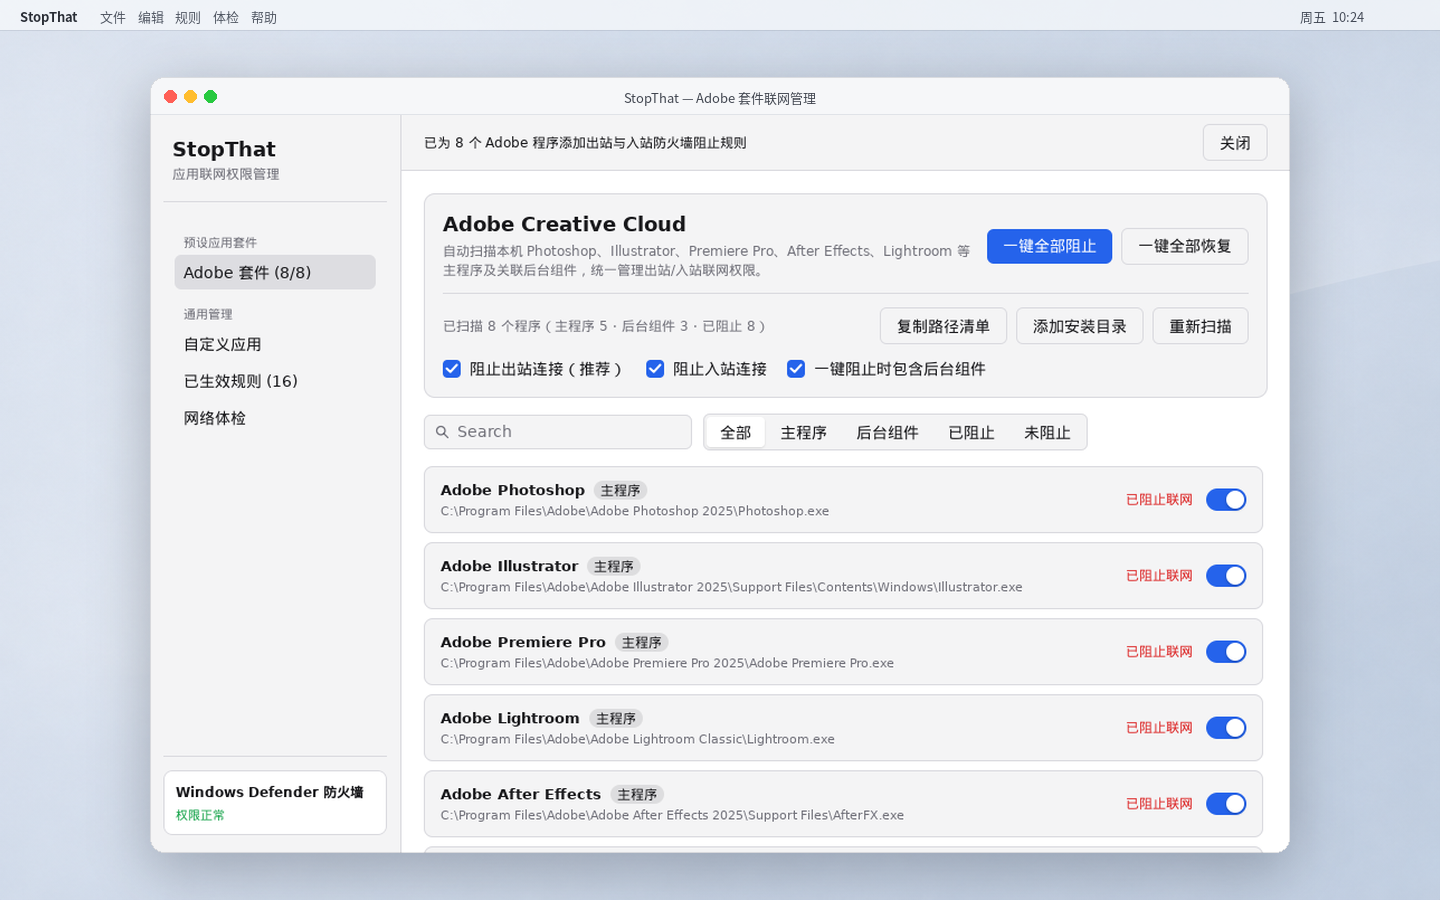 StopThat 文件 编辑 规则 体检 帮助 周五 10:24
StopThat — Adobe 套件联网管理
StopThat
应用联网权限管理
预设应用套件
Adobe 套件 (8/8)
通用管理
自定义应用
已生效规则 (16)
网络体检
Windows Defender 防火墙
权限正常
已为 8 个 Adobe 程序添加出站与入站防火墙阻止规则
关闭
Adobe Creative Cloud
自动扫描本机 Photoshop、Illustrator、Premiere Pro、After Effects、Lightroom 等
主程序及关联后台组件，统一管理出站/入站联网权限。
一键全部阻止 一键全部恢复
已扫描 8 个程序（主程序 5 · 后台组件 3 · 已阻止 8）
复制路径清单 添加安装目录 重新扫描
阻止出站连接（推荐） 阻止入站连接 一键阻止时包含后台组件
Search
全部 主程序 后台组件 已阻止 未阻止
Adobe Photoshop 主程序
C:\Program Files\Adobe\Adobe Photoshop 2025\Photoshop.exe
已阻止联网
Adobe Illustrator 主程序
C:\Program Files\Adobe\Adobe Illustrator 2025\Support Files\Contents\Windows\Illustrator.exe
已阻止联网
Adobe Premiere Pro 主程序
C:\Program Files\Adobe\Adobe Premiere Pro 2025\Adobe Premiere Pro.exe
已阻止联网
Adobe Lightroom 主程序
C:\Program Files\Adobe\Adobe Lightroom Classic\Lightroom.exe
已阻止联网
Adobe After Effects 主程序
C:\Program Files\Adobe\Adobe After Effects 2025\Support Files\AfterFX.exe
已阻止联网